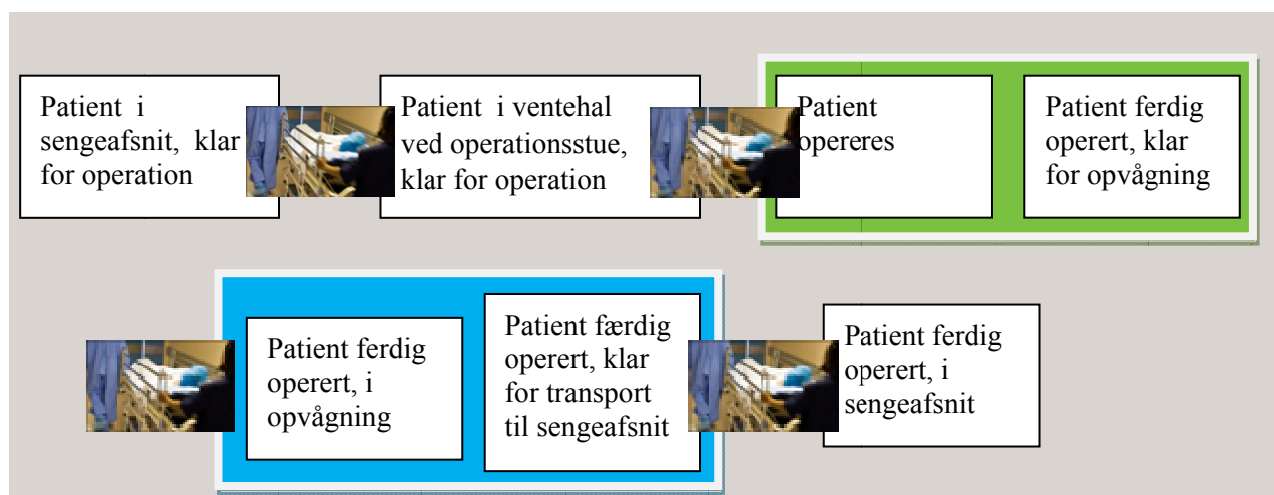 Patient i
sengeafsnit, klar
for operation
Patient i ventehal
ved operationsstue,
klar for operation
Patient
opereres
Patient ferdig
operert, klar
for opvågning
Patient ferdig
operert, i
opvågning
Patient færdig
operert, klar
for transport
til sengeafsnit
Patient ferdig
operert, i
sengeafsnit